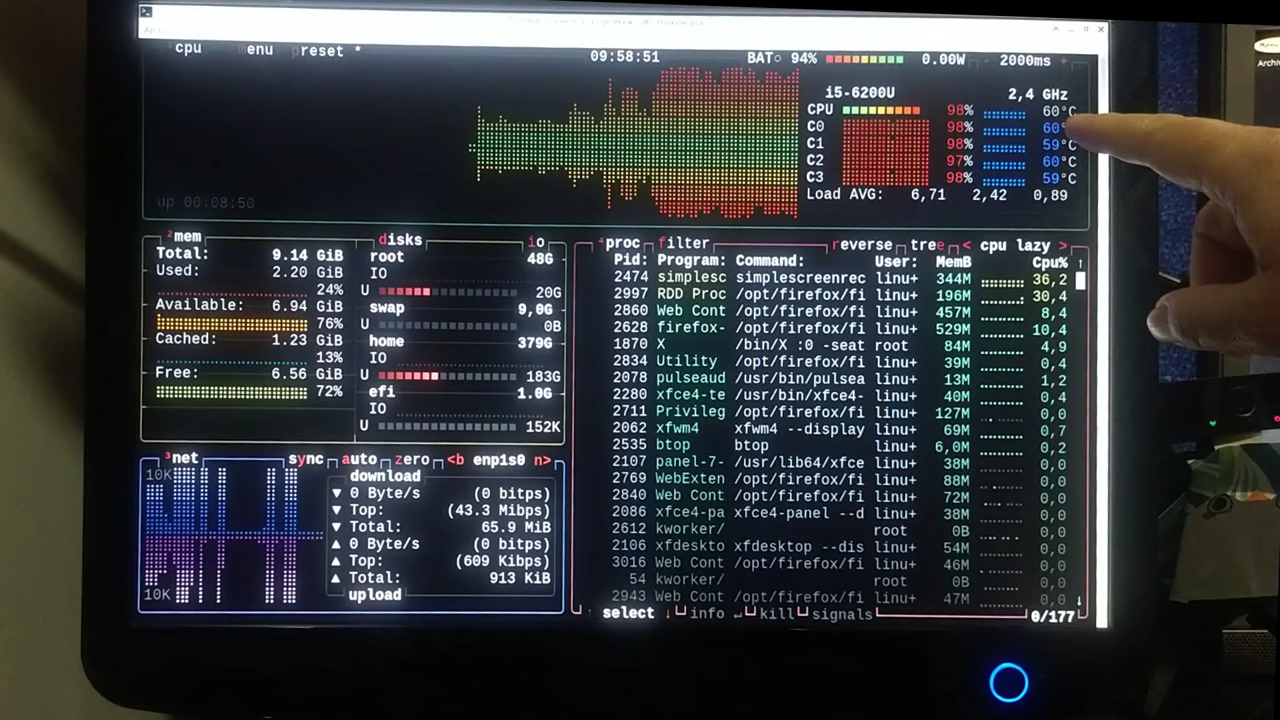 cpu menu preset * 09:58:51 BAT 94% 0.00W - 2000ms +
i5-6200U 2,4 GHz
CPU 98% 60°C
C0 98% 60°
C1 98% 59°C
C2 97% 60°C
C3 98% 59°C
Load AVG: 6,71 2,42 0,89
up 00:08:50
²mem
Total: 9.14 GiB
Used: 2.20 GiB
24%
Available: 6.94 GiB
76%
Cached: 1.23 GiB
13%
Free: 6.56 GiB
72%
disks io
root 48G
IO
U 20G
swap 9,0G
U 0B
home 379G
IO
U 183G
efi 1.0G
IO
U 152K
³net sync auto zero <b enp1s0 n>
10K
10K
download
▼ 0 Byte/s (0 bitps)
▼ Top: (43.3 Mibps)
▼ Total: 65.9 MiB
▲ 0 Byte/s (0 bitps)
▲ Top: (609 Kibps)
▲ Total: 913 KiB
upload
⁴proc filter reverse tree < cpu lazy >
Pid: Program: Command: User: MemB Cpu% ↑
2474 simplesc simplescreenrec linu+ 344M 36,2
2997 RDD Proc /opt/firefox/fi linu+ 196M 30,4
2860 Web Cont /opt/firefox/fi linu+ 457M 8,4
2628 firefox- /opt/firefox/fi linu+ 529M 10,4
1870 X /bin/X :0 -seat root 84M 4,9
2834 Utility /opt/firefox/fi linu+ 39M 0,4
2078 pulseaud /usr/bin/pulsea linu+ 13M 1,2
2280 xfce4-te /usr/bin/xfce4- linu+ 40M 0,4
2711 Privileg /opt/firefox/fi linu+ 127M 0,0
2062 xfwm4 xfwm4 --display linu+ 69M 0,7
2535 btop btop linu+ 6,0M 0,2
2107 panel-7- /usr/lib64/xfce linu+ 38M 0,0
2769 WebExten /opt/firefox/fi linu+ 88M 0,0
2840 Web Cont /opt/firefox/fi linu+ 72M 0,0
2086 xfce4-pa xfce4-panel --d linu+ 38M 0,0
2612 kworker/ root 0B 0,0
2106 xfdeskto xfdesktop --dis linu+ 54M 0,0
3016 Web Cont /opt/firefox/fi linu+ 46M 0,0
54 kworker/ root 0B 0,0
2943 Web Cont /opt/firefox/fi linu+ 47M 0,0 ↓
↑ select ↓ info ↵ kill signals 0/177